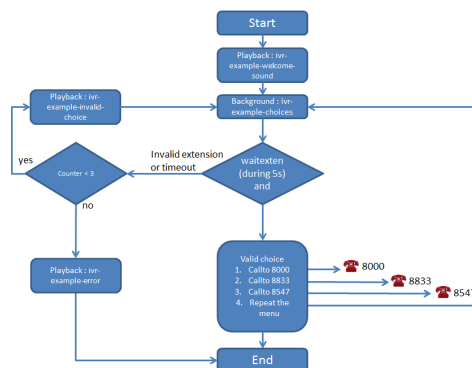 Start
Playback : ivr-
example-welcome-
sound
Playback : ivr-
example-invalid-
choice
Background : ivr-
example-choices
yes
Invalid extension
or timeout
waitexten
(during 5s)
and
Counter < 3
no
Playback : ivr-
example-error
Valid choice
1. Callto 8000
2. Callto 8833
3. Callto 8547
4. Repeat the
menu
8000
8833
8547
End